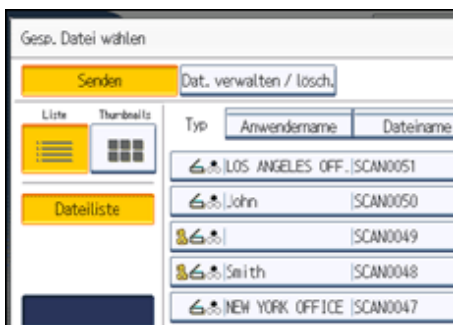 Gesp. Datei wählen
Senden
Dat. verwalten / lösch.
Liste
Thumbnails
Typ
Anwendername
Dateiname
Dateiliste
LOS ANGELES OFF. SCAN0051
John SCAN0050
SCAN0049
Smith SCAN0048
NEW YORK OFFICE SCAN0047